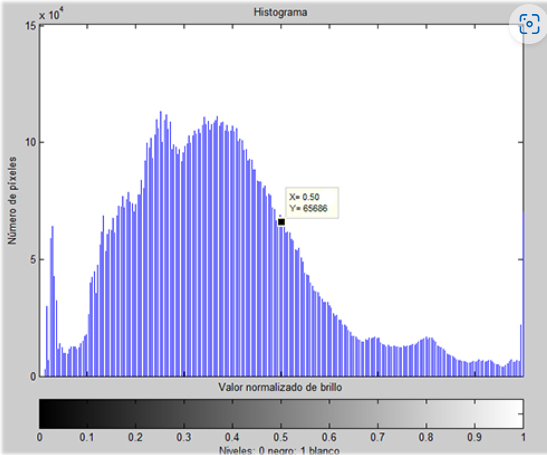 Histograma
x 10^4
15
10
5
0
Número de píxeles
X= 0.50
Y= 65686
Valor normalizado de brillo
0 0.1 0.2 0.3 0.4 0.5 0.6 0.7 0.8 0.9 1
Niveles: 0 negro; 1 blanco